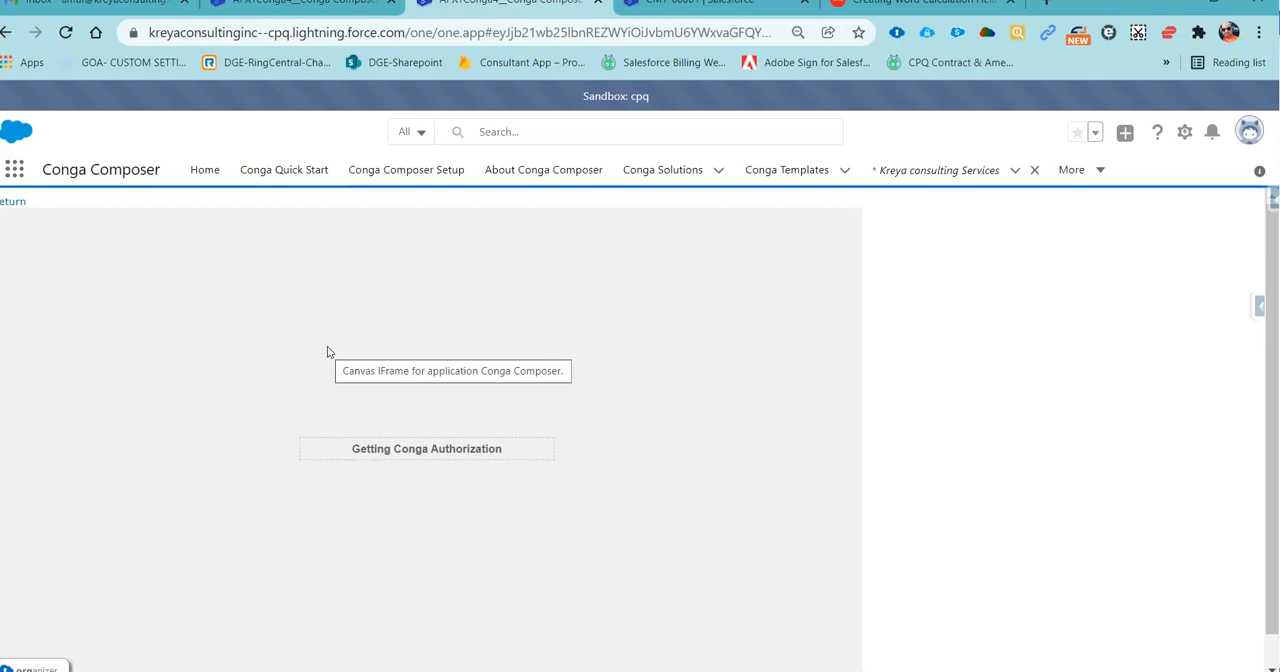 kreyaconsultinginc--cpq.lightning.force.com/one/one.app#eyJjb21wb25lbnREZWYiOiJvbmU6YWxvaGFQY...
NEW
Apps GOA- CUSTOM SETTI... DGE-RingCentral-Cha... DGE-Sharepoint Consultant App – Pro... Salesforce Billing We... Adobe Sign for Salesf... CPQ Contract & Ame... » Reading list
Sandbox: cpq
All Search...
Conga Composer Home Conga Quick Start Conga Composer Setup About Conga Composer Conga Solutions Conga Templates * Kreya consulting Services More
eturn
Canvas IFrame for application Conga Composer.
Getting Conga Authorization
organizer